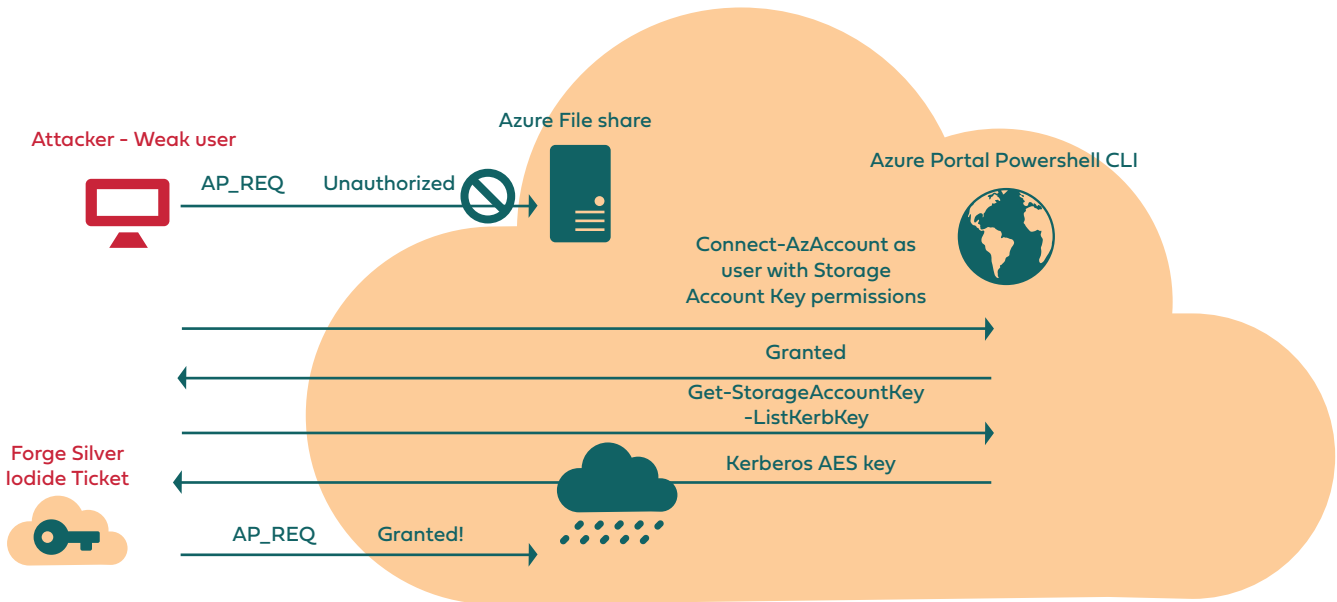 Azure File share
Attacker - Weak user
Azure Portal Powershell CLI
AP_REQ Unauthorized
Connect-AzAccount as
user with Storage
Account Key permissions
Granted
Get-StorageAccountKey
-ListKerbKey
Forge Silver
Iodide Ticket
Kerberos AES key
AP_REQ Granted!